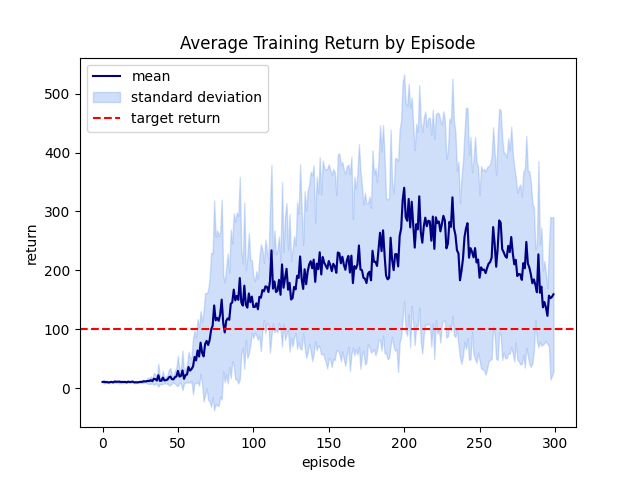 Average Training Return by Episode
mean
standard deviation
target return
return
500
400
300
200
100
0
0 50 100 150 200 250 300
episode